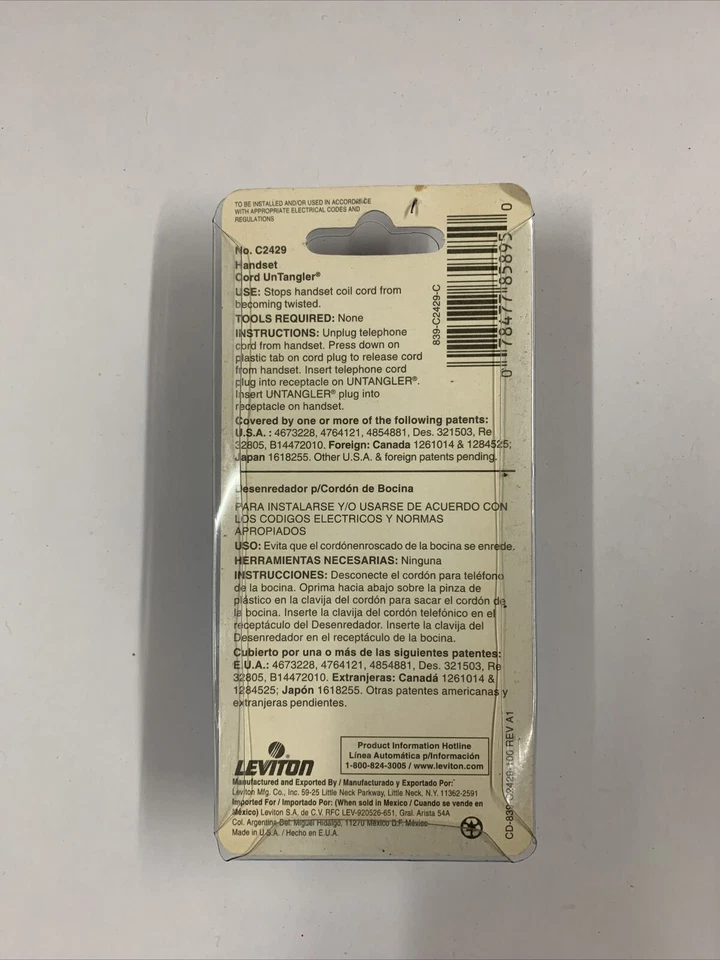 TO BE INSTALLED AND/OR USED IN ACCORDANCE
WITH APPROPRIATE ELECTRICAL CODES AND
REGULATIONS
No. C2429
Handset
Cord UnTangler®
USE: Stops handset coil cord from
becoming twisted.
TOOLS REQUIRED: None
INSTRUCTIONS: Unplug telephone
cord from handset. Press down on
plastic tab on cord plug to release cord
from handset. Insert telephone cord
plug into receptacle on UNTANGLER®.
Insert UNTANGLER® plug into
receptacle on handset.
839-C2429-C
0 78477 85895 0
Covered by one or more of the following patents:
U.S.A. : 4673228, 4764121, 4854881, Des. 321503, Re
32805, B14472010. Foreign: Canada 1261014 & 1284525;
Japan 1618255. Other U.S.A. & foreign patents pending.
Desenredador p/Cordón de Bocina
PARA INSTALARSE Y/O USARSE DE ACUERDO CON
LOS CODIGOS ELECTRICOS Y NORMAS
APROPIADOS
USO: Evita que el cordónenroscado de la bocina se enrede.
HERRAMIENTAS NECESARIAS: Ninguna
INSTRUCCIONES: Desconecte el cordón para teléfono
de la bocina. Oprima hacia abajo sobre la pinza de
plástico en la clavija del cordón para sacar el cordón de
la bocina. Inserte la clavija del cordón telefónico en el
receptáculo del Desenredador. Inserte la clavija del
Desenredador en el receptáculo de la bocina.
Cubierto por una o más de las siguientes patentes:
E.U.A.: 4673228, 4764121, 4854881, Des. 321503, Re
32805, B14472010. Extranjeras: Canadá 1261014 &
1284525; Japón 1618255. Otras patentes americanas y
extranjeras pendientes.
LEVITON®
Product Information Hotline
Línea Automática p/Información
1-800-824-3005 / www.leviton.com
Manufactured and Exported By / Manufacturado y Exportado Por:
Leviton Mfg. Co., Inc. 59-25 Little Neck Parkway, Little Neck, N.Y. 11362-2591
Imported For / Importado Por: (When sold in Mexico / Cuando se vende en
México) Leviton S.A. de C.V. RFC LEV-920526-651, Gral. Arista 54A
Col. Argentina Del. Miguel Hidalgo, 11270 México D.F. México
Made in U.S.A. / Hecho en E.U.A.
CD-839-C2429-100 REV A1